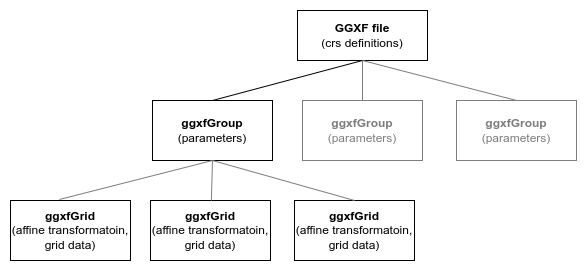 GGXF file
(crs definitions)
ggxfGroup
(parameters)
ggxfGroup
(parameters)
ggxfGroup
(parameters)
ggxfGrid
(affine transformatoin,
grid data)
ggxfGrid
(affine transformatoin,
grid data)
ggxfGrid
(affine transformatoin,
grid data)